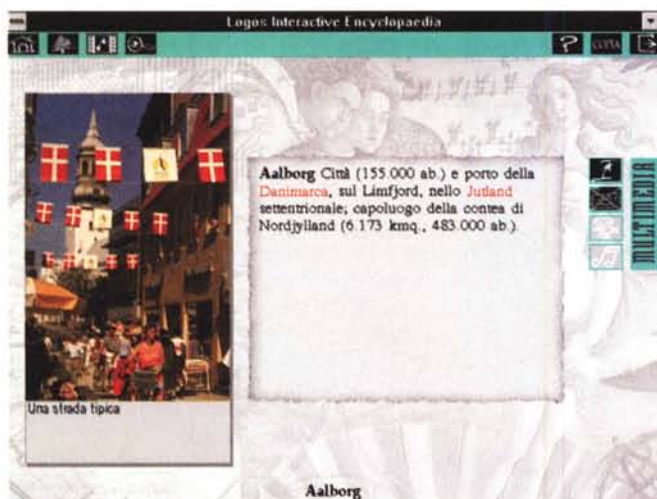 Logos Interactive Encyclopaedia
?
COPIA
Aalborg Città (155.000 ab.) e porto della
Danimarca, sul Limfjord, nello Jutland
settentrionale; capoluogo della contea di
Nordjylland (6.173 kmq., 483.000 ab.).
MULTIMEDIA
Una strada tipica
Aalborg